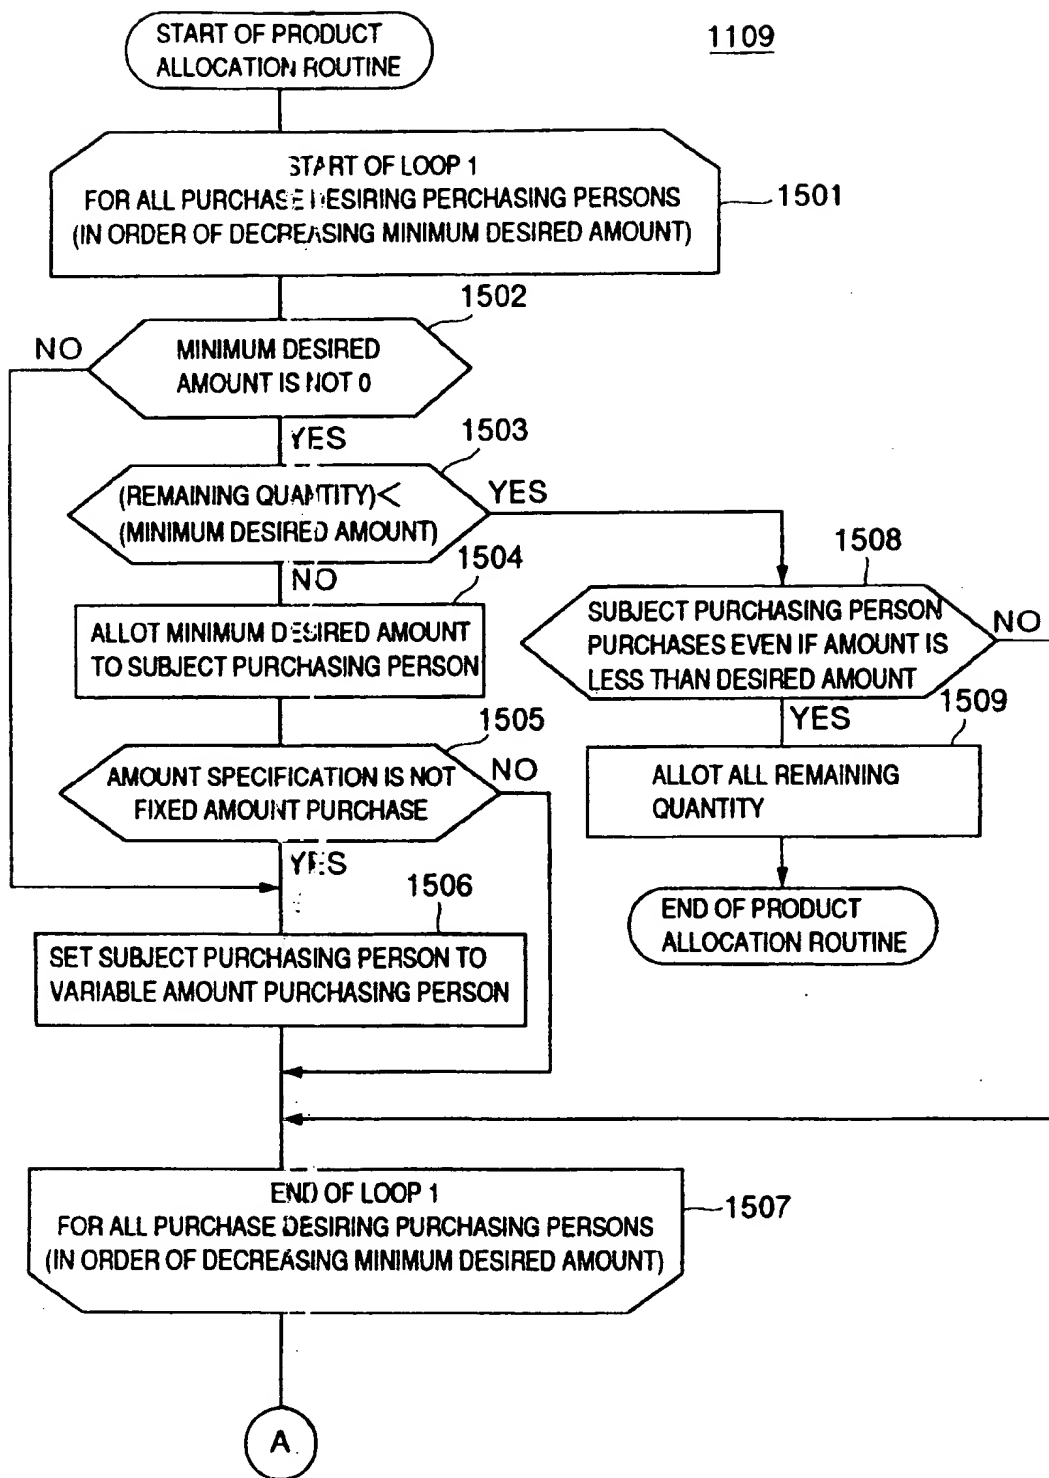 START OF PRODUCT
ALLOCATION ROUTINE
1109
START OF LOOP 1
FOR ALL PURCHASE DESIRING PERCHASING PERSONS
(IN ORDER OF DECREASING MINIMUM DESIRED AMOUNT)
1501
1502
NO
MINIMUM DESIRED
AMOUNT IS NOT 0
YES
1503
(REMAINING QUANTITY)<
(MINIMUM DESIRED AMOUNT)
YES
NO
1504
1508
ALLOT MINIMUM DESIRED AMOUNT
TO SUBJECT PURCHASING PERSON
SUBJECT PURCHASING PERSON
PURCHASES EVEN IF AMOUNT IS
LESS THAN DESIRED AMOUNT
NO
YES
1509
1505
AMOUNT SPECIFICATION IS NOT
FIXED AMOUNT PURCHASE
NO
ALLOT ALL REMAINING
QUANTITY
YES
1506
END OF PRODUCT
ALLOCATION ROUTINE
SET SUBJECT PURCHASING PERSON TO
VARIABLE AMOUNT PURCHASING PERSON
END OF LOOP 1
FOR ALL PURCHASE DESIRING PURCHASING PERSONS
(IN ORDER OF DECREASING MINIMUM DESIRED AMOUNT)
1507
A